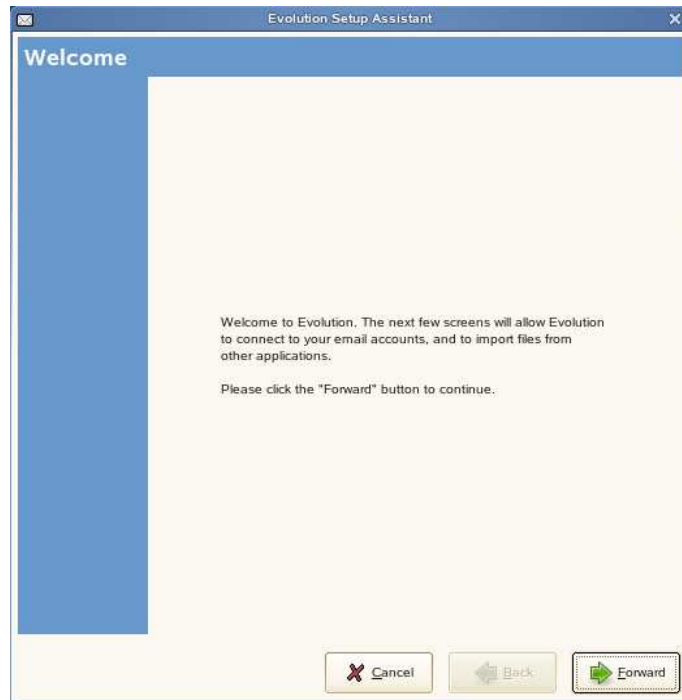 Evolution Setup Assistant
Welcome
Welcome to Evolution. The next few screens will allow Evolution
to connect to your email accounts, and to import files from
other applications.
Please click the "Forward" button to continue.
Cancel
Back
Forward